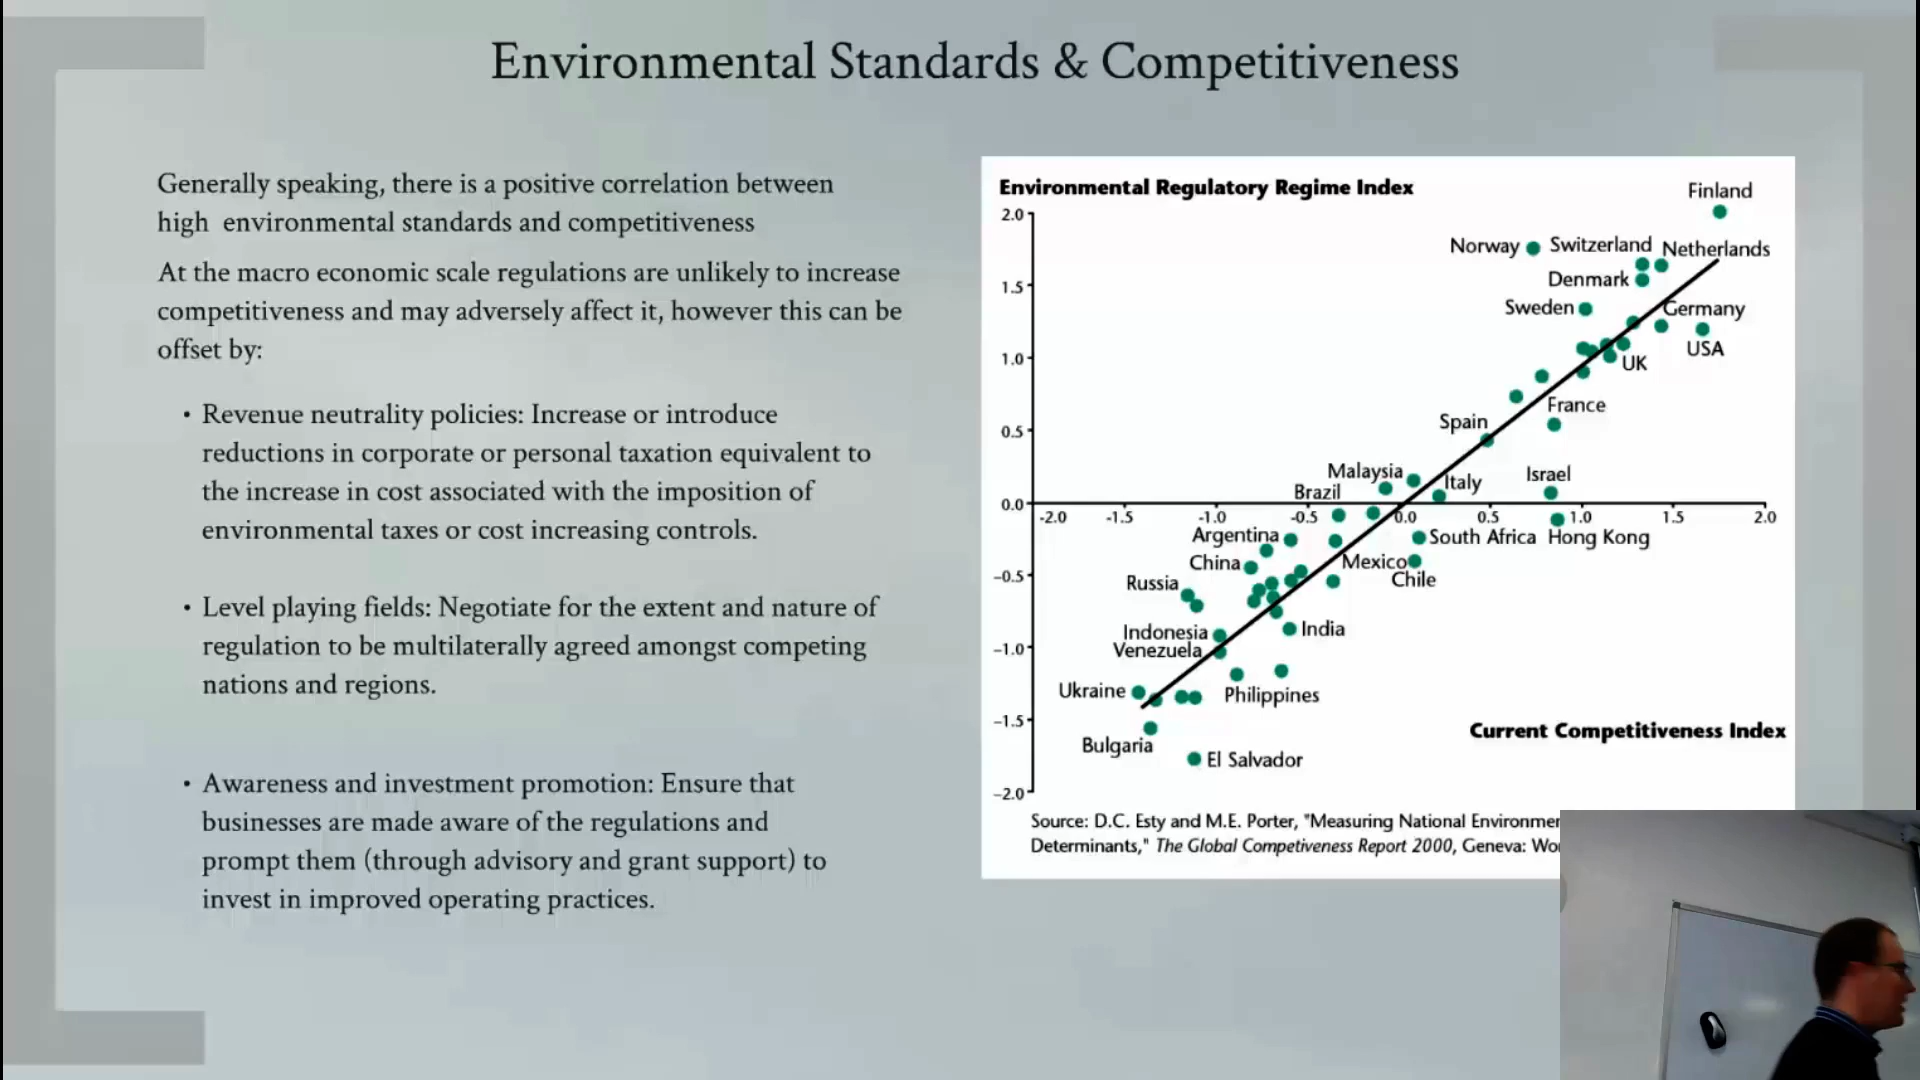 Environmental Standards & Competitiveness
Generally speaking, there is a positive correlation between
high environmental standards and competitiveness
At the macro economic scale regulations are unlikely to increase
competitiveness and may adversely affect it, however this can be
offset by:
• Revenue neutrality policies: Increase or introduce
reductions in corporate or personal taxation equivalent to
the increase in cost associated with the imposition of
environmental taxes or cost increasing controls.
• Level playing fields: Negotiate for the extent and nature of
regulation to be multilaterally agreed amongst competing
nations and regions.
• Awareness and investment promotion: Ensure that
businesses are made aware of the regulations and
prompt them (through advisory and grant support) to
invest in improved operating practices.
Environmental Regulatory Regime Index
Finland
2.0
Norway Switzerland Netherlands
Denmark
1.5
Sweden Germany
USA
1.0
UK
France
Spain
0.5
Malaysia Italy Israel
Brazil
0.0
-2.0 -1.5 -1.0 -0.5 0.0 0.5 1.0 1.5 2.0
Argentina South Africa Hong Kong
China Mexico
−0.5 Chile
Russia
Indonesia India
−1.0 Venezuela
Ukraine Philippines
−1.5
Current Competitiveness Index
Bulgaria
El Salvador
−2.0
Source: D.C. Esty and M.E. Porter, "Measuring National
Determinants," The Global Competiveness Report 2000, Geneva: